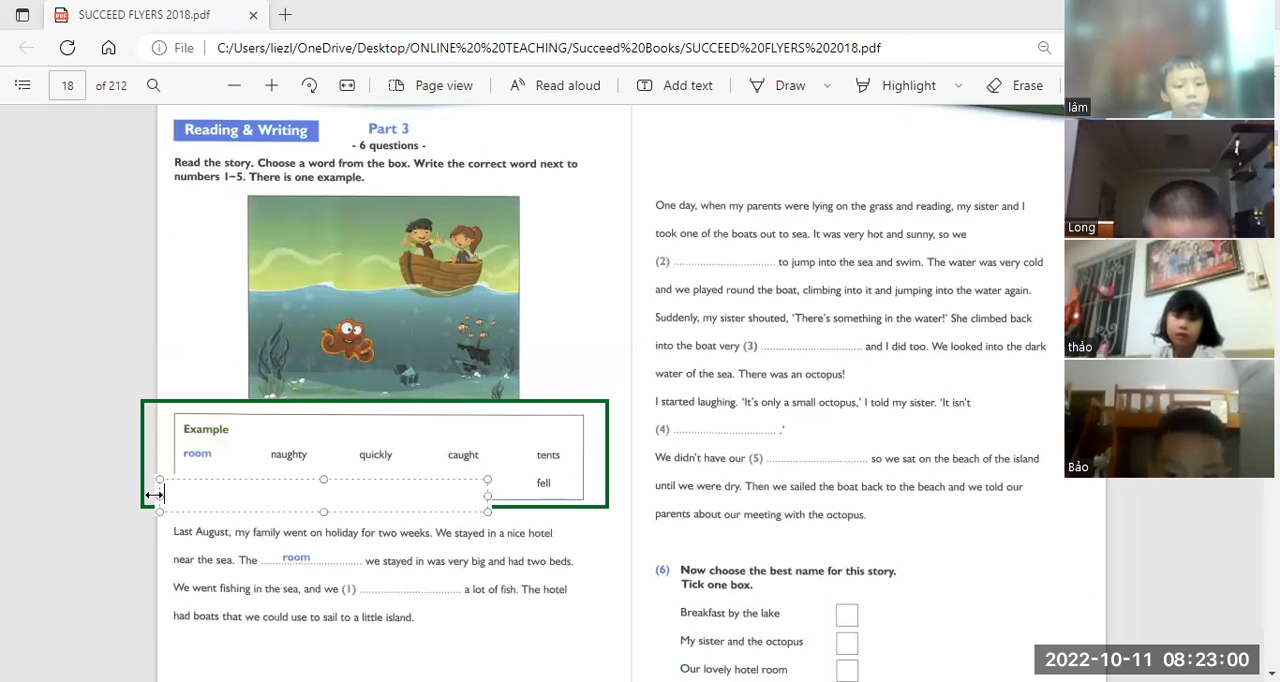 SUCCEED FLYERS 2018.pdf
File
C:/Users/liezl/OneDrive/Desktop/ONLINE%20%20TEACHING/Succeed%20Books/SUCCEED%20FLYERS%202018.pdf
18 of 212
Page view
Read aloud
Add text
Draw
Highlight
Erase
Reading & Writing
Part 3
- 6 questions -
Read the story. Choose a word from the box. Write the correct word next to
numbers 1–5. There is one example.
Example
room naughty quickly caught tents
fell
Last August, my family went on holiday for two weeks. We stayed in a nice hotel
near the sea. The room we stayed in was very big and had two beds.
We went fishing in the sea, and we (1) .............................. a lot of fish. The hotel
had boats that we could use to sail to a little island.
One day, when my parents were lying on the grass and reading, my sister and I
took one of the boats out to sea. It was very hot and sunny, so we
(2) .............................. to jump into the sea and swim. The water was very cold
and we played round the boat, climbing into it and jumping into the water again.
Suddenly, my sister shouted, ‘There's something in the water!’ She climbed back
into the boat very (3) .............................. and I did too. We looked into the dark
water of the sea. There was an octopus!
I started laughing. ‘It's only a small octopus,’ I told my sister. ‘It isn't
(4) .............................. .’
We didn't have our (5) .............................. so we sat on the beach of the island
until we were dry. Then we sailed the boat back to the beach and we told our
parents about our meeting with the octopus.
(6) Now choose the best name for this story.
Tick one box.
Breakfast by the lake
My sister and the octopus
Our lovely hotel room
lâm
Long
thảo
Bảo
2022-10-11 08:23:00